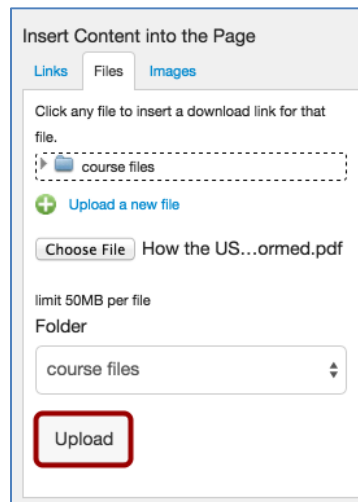 Insert Content into the Page
Links Files Images
Click any file to insert a download link for that
file.
course files
Upload a new file
Choose File How the US...ormed.pdf
limit 50MB per file
Folder
course files
Upload